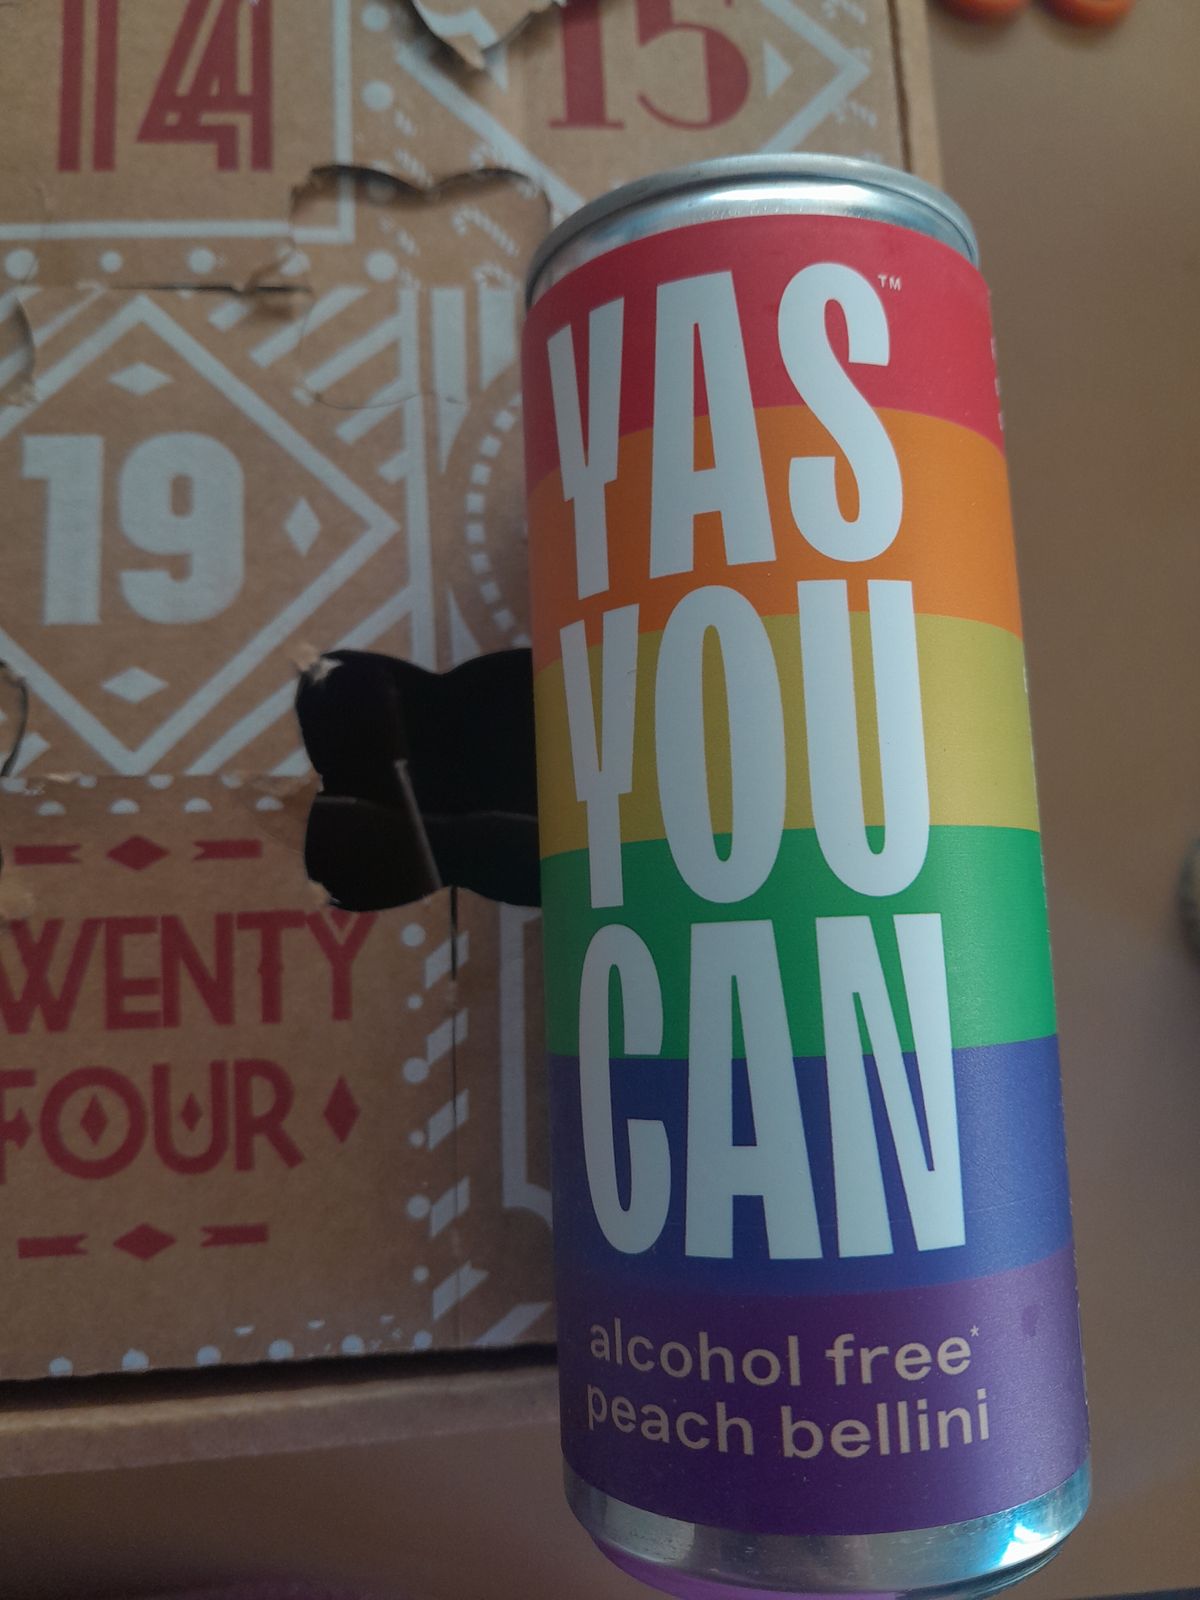 14
15
19
WENTY
FOUR
YAS™
YOU
CAN
alcohol free*
peach bellini